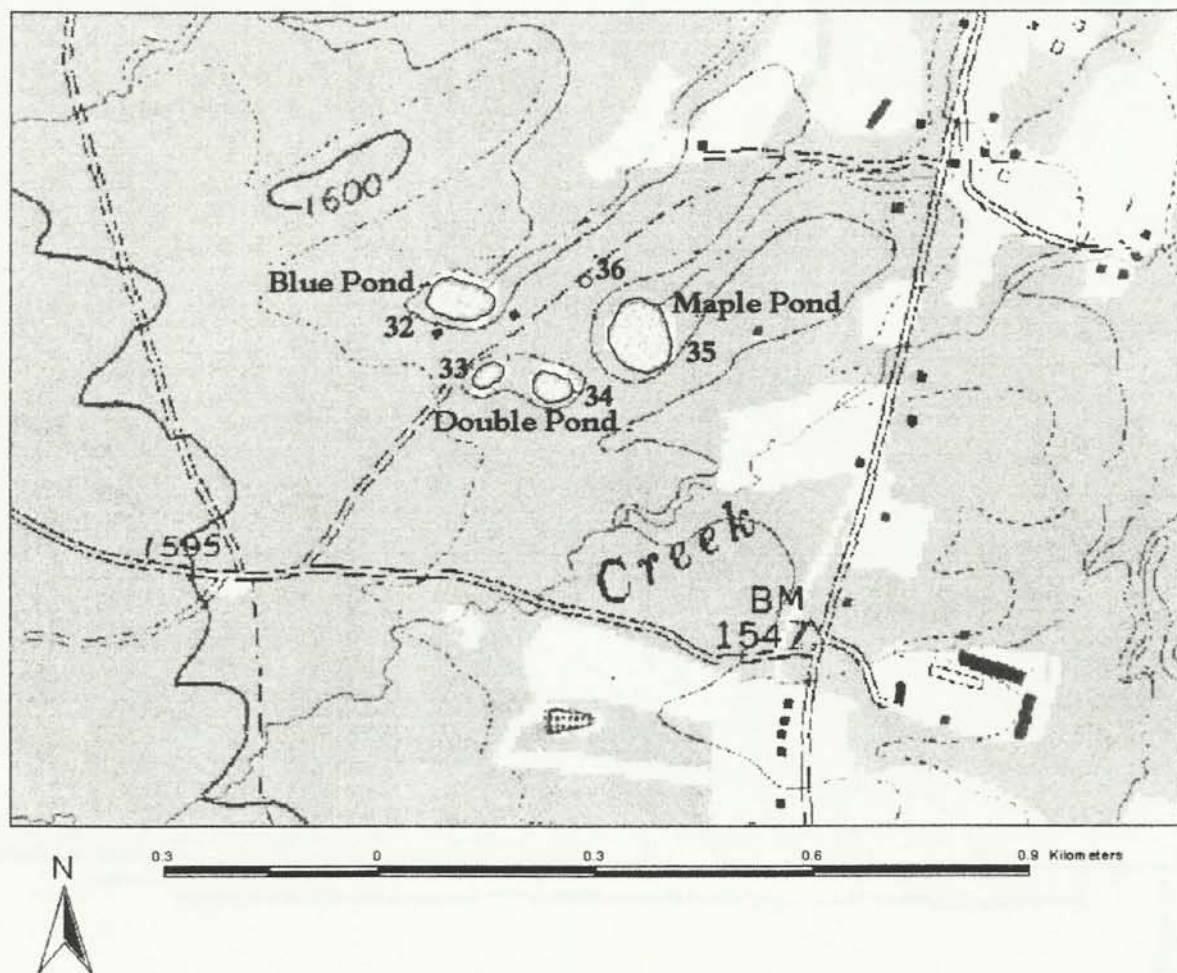 1600
Blue Pond
36
Maple Pond
32
35
33
34
Double Pond
1595
Creek
BM
1547
N
0.3 0 0.3 0.6 0.9 Kilometers